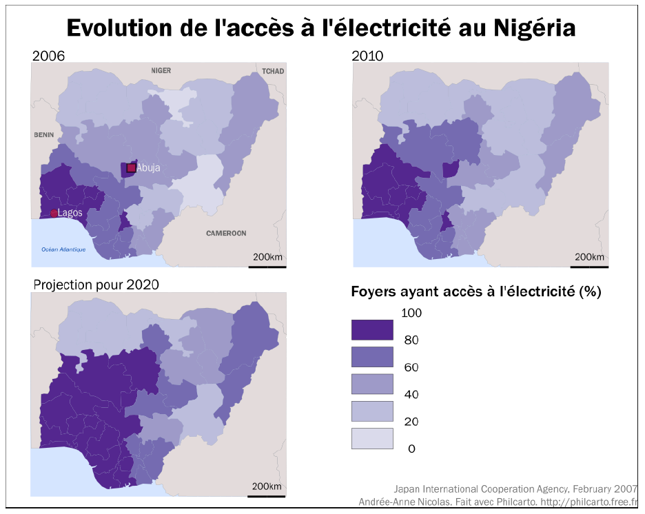 Evolution de l'accès à l'électricité au Nigéria
2006
2010
NIGER
TCHAD
BENIN
Abuja
Lagos
CAMEROON
Océan Atlantique
200km
200km
Projection pour 2020
200km
Foyers ayant accès à l'électricité (%)
100
80
60
40
20
0
Japan International Cooperation Agency, February 2007
Andrée-Anne Nicolas. Fait avec Philcarto. http://philcarto.free.fr